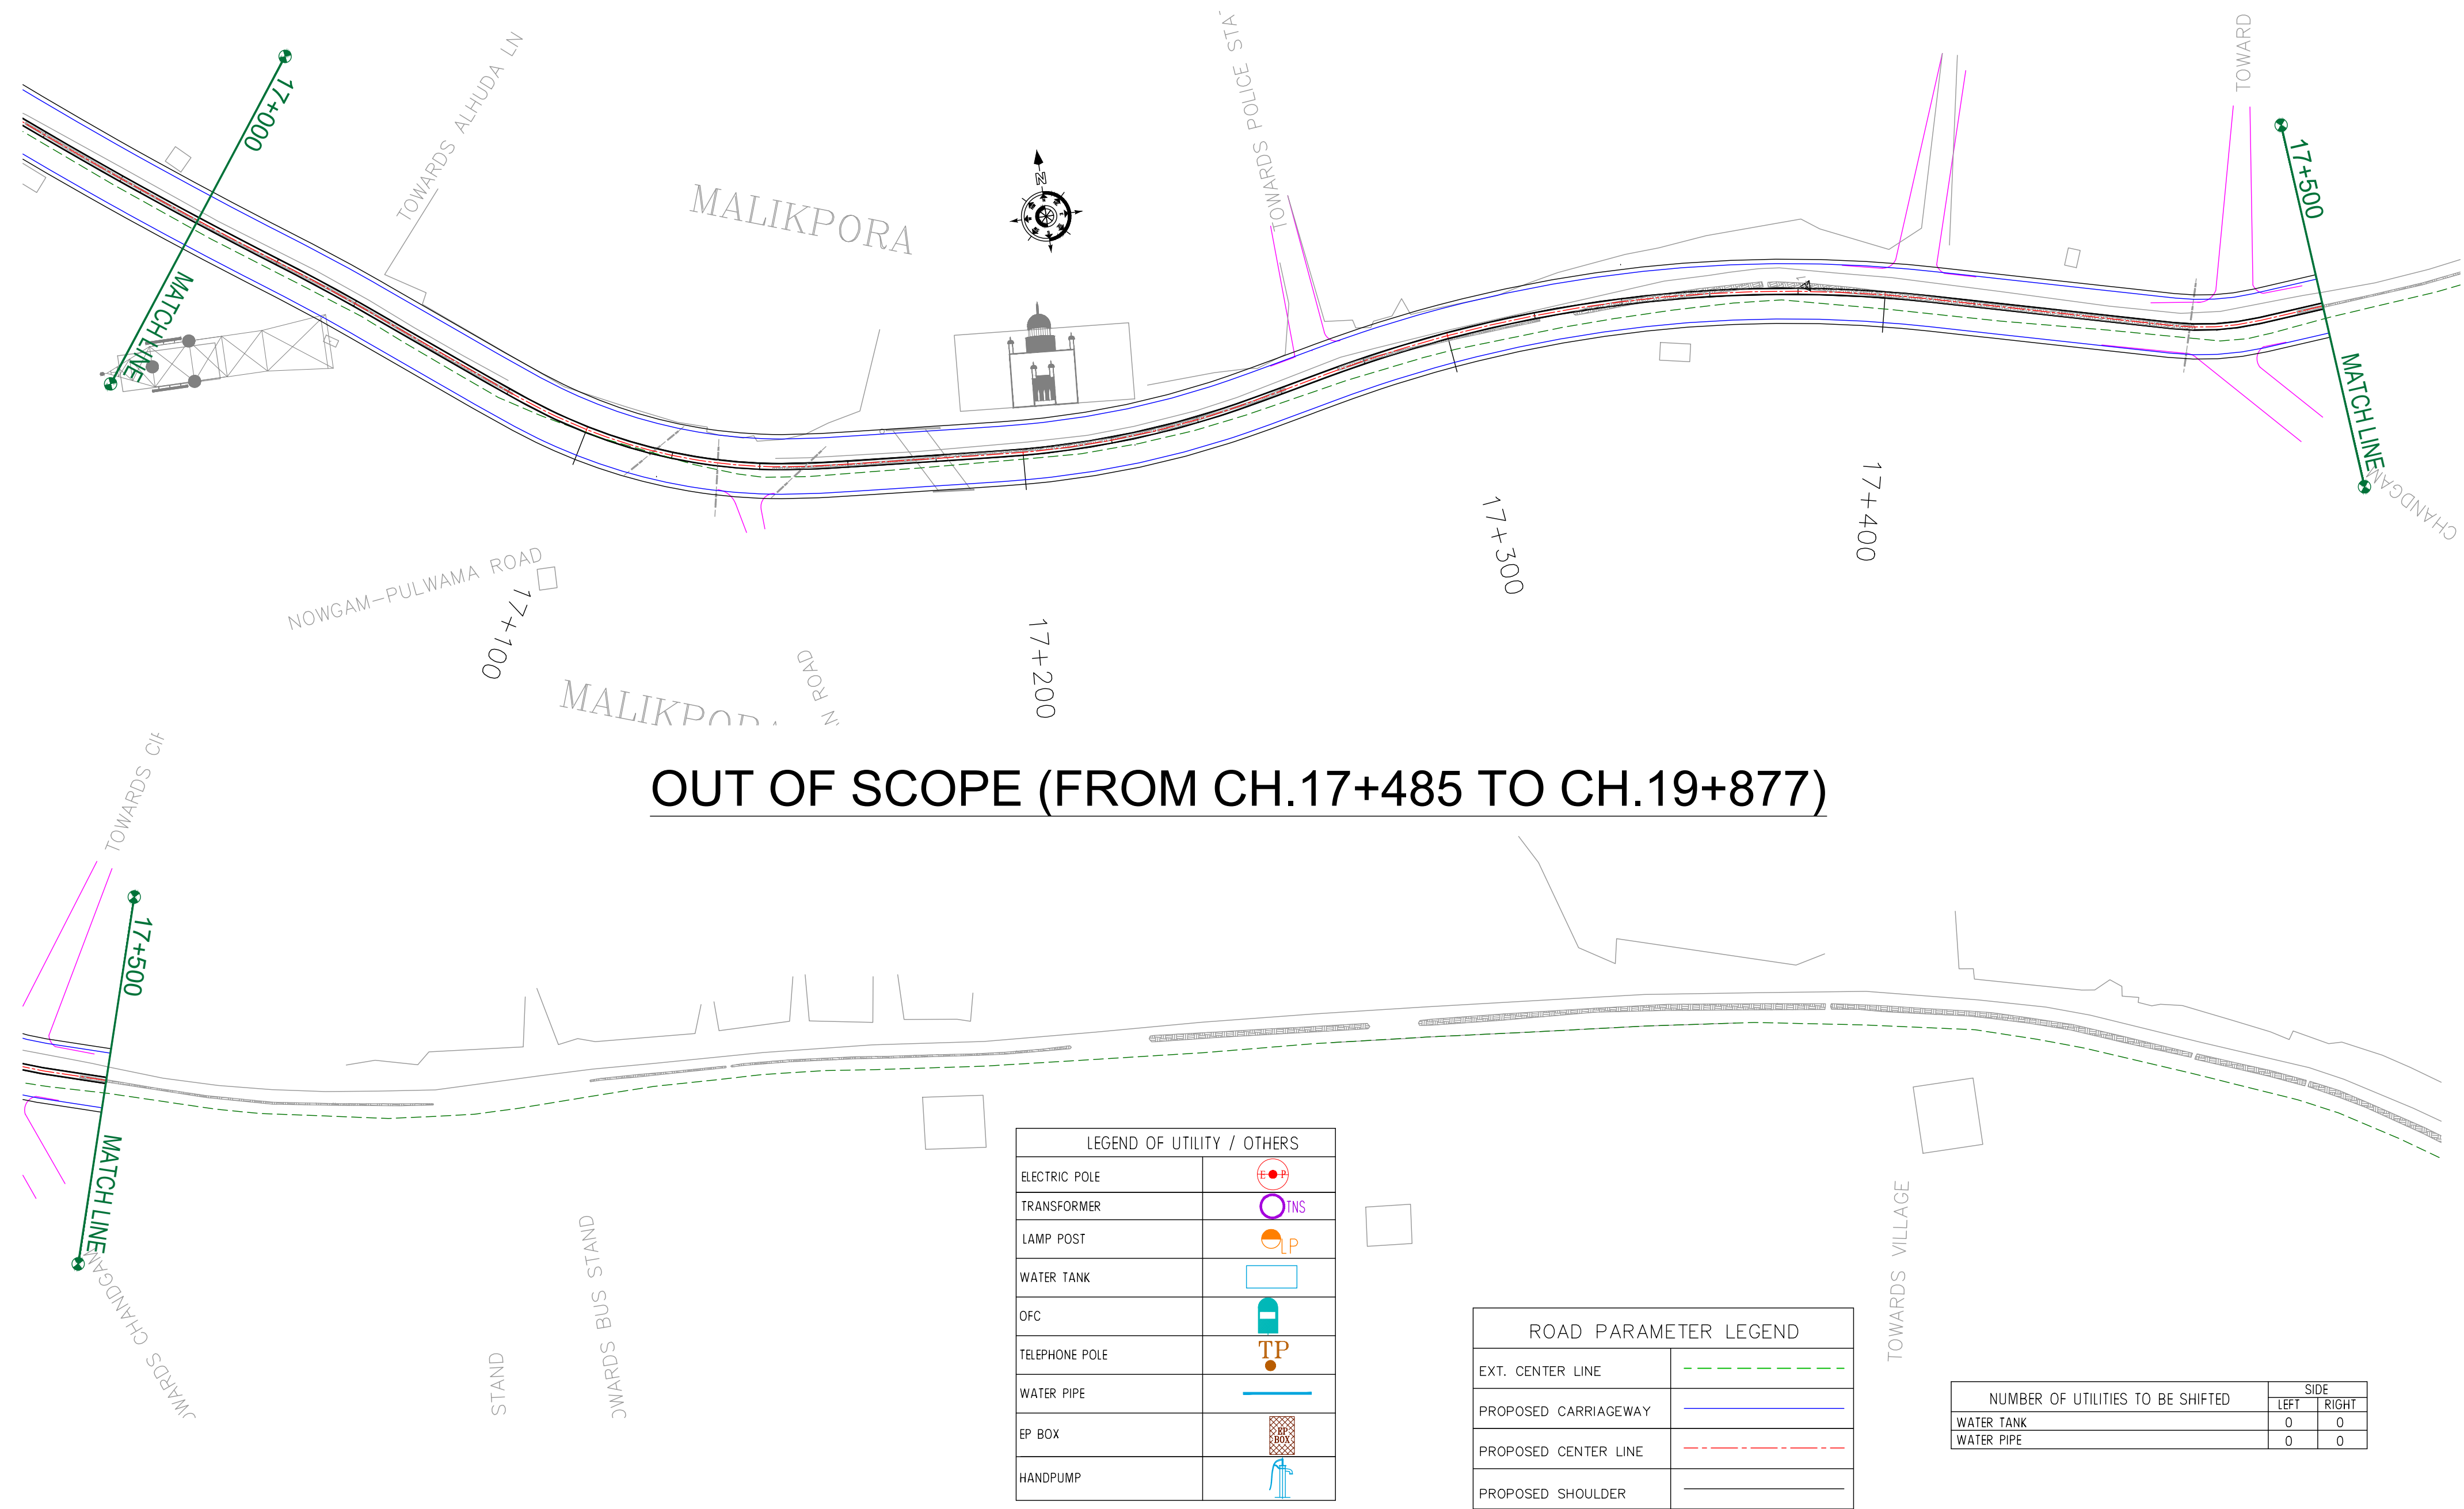 17+000
MATCH LINE
TOWARDS ALHUDA LN
MALIKPORA
N
TOWARDS POLICE STA
TOWARD
17+500
MATCH LINE
CHANDGAM
NOWGAM-PULWAMA ROAD
17+100
17+200
17+300
17+400
MALIKPORA
N ROAD
OUT OF SCOPE (FROM CH.17+485 TO CH.19+877)
TOWARDS
17+500
MATCH LINE
OWARDS CHANDGAM
STAND
OWARDS BUS STAND
TOWARDS VILLAGE
LEGEND OF UTILITY / OTHERS
ELECTRIC POLE E P
TRANSFORMER TNS
LAMP POST LP
WATER TANK
OFC
TELEPHONE POLE TP
WATER PIPE
EP BOX EP BOX
HANDPUMP
ROAD PARAMETER LEGEND
EXT. CENTER LINE
PROPOSED CARRIAGEWAY
PROPOSED CENTER LINE
PROPOSED SHOULDER
NUMBER OF UTILITIES TO BE SHIFTED SIDE
LEFT RIGHT
WATER TANK 0 0
WATER PIPE 0 0